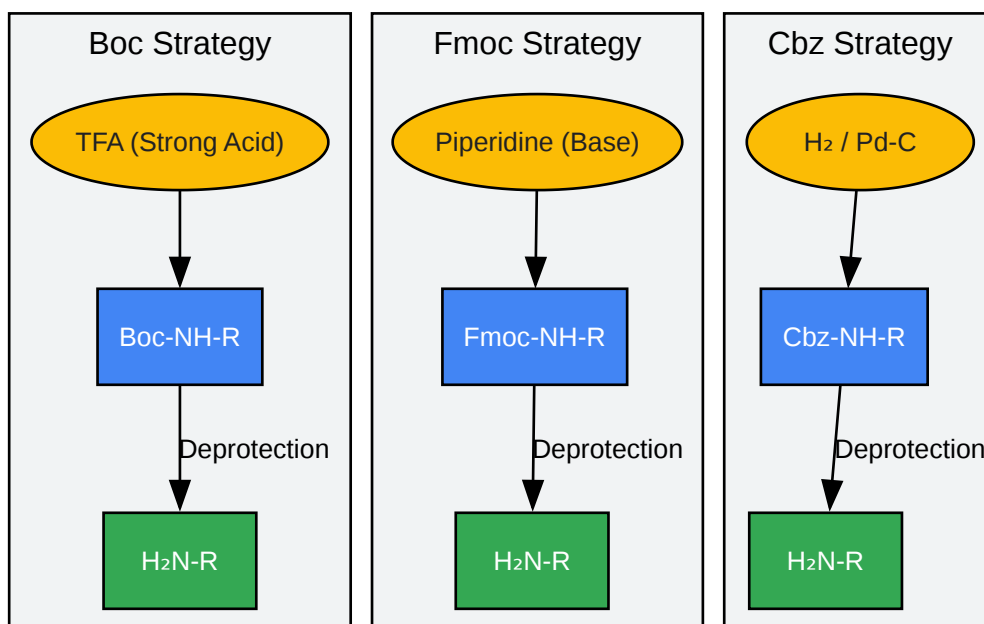 Boc Strategy
TFA (Strong Acid)
Boc-NH-R
Deprotection
H₂N-R
Fmoc Strategy
Piperidine (Base)
Fmoc-NH-R
Deprotection
H₂N-R
Cbz Strategy
H₂ / Pd-C
Cbz-NH-R
Deprotection
H₂N-R